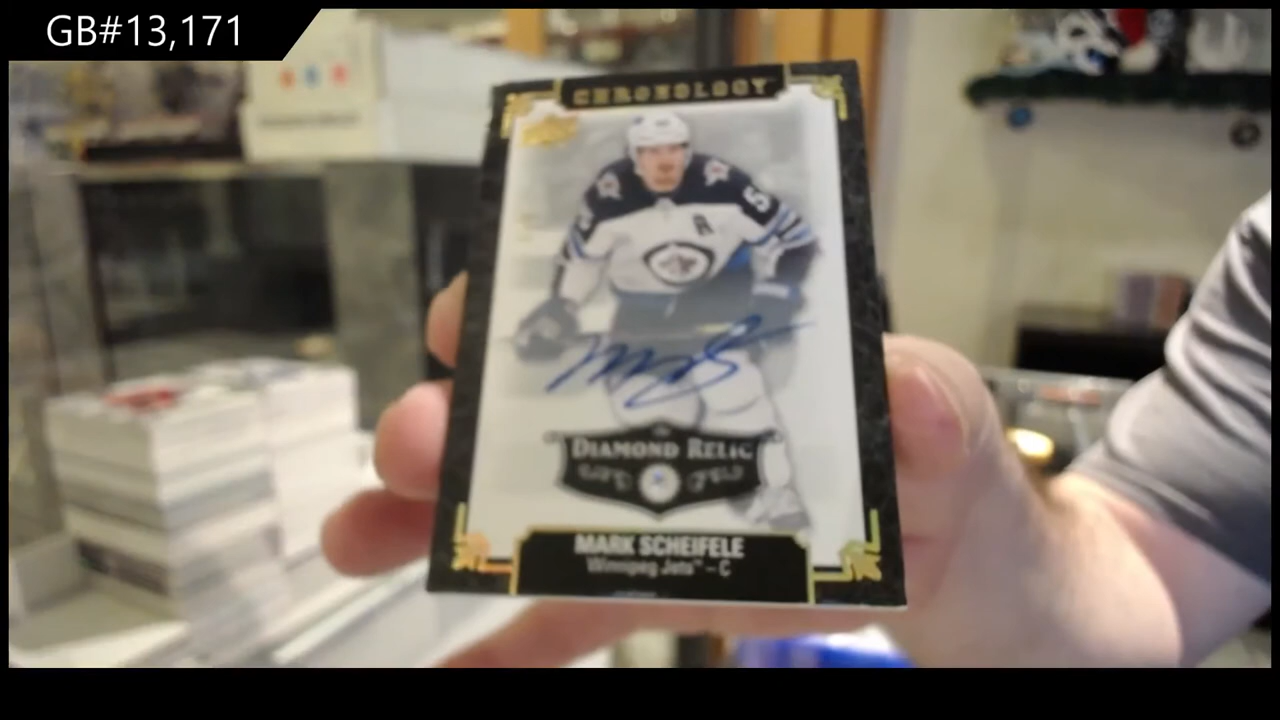 GB#13,171
CHRONOLOGY
A
DIAMOND RELIC
MARK SCHEIFELE
Winnipeg Jets™ - C